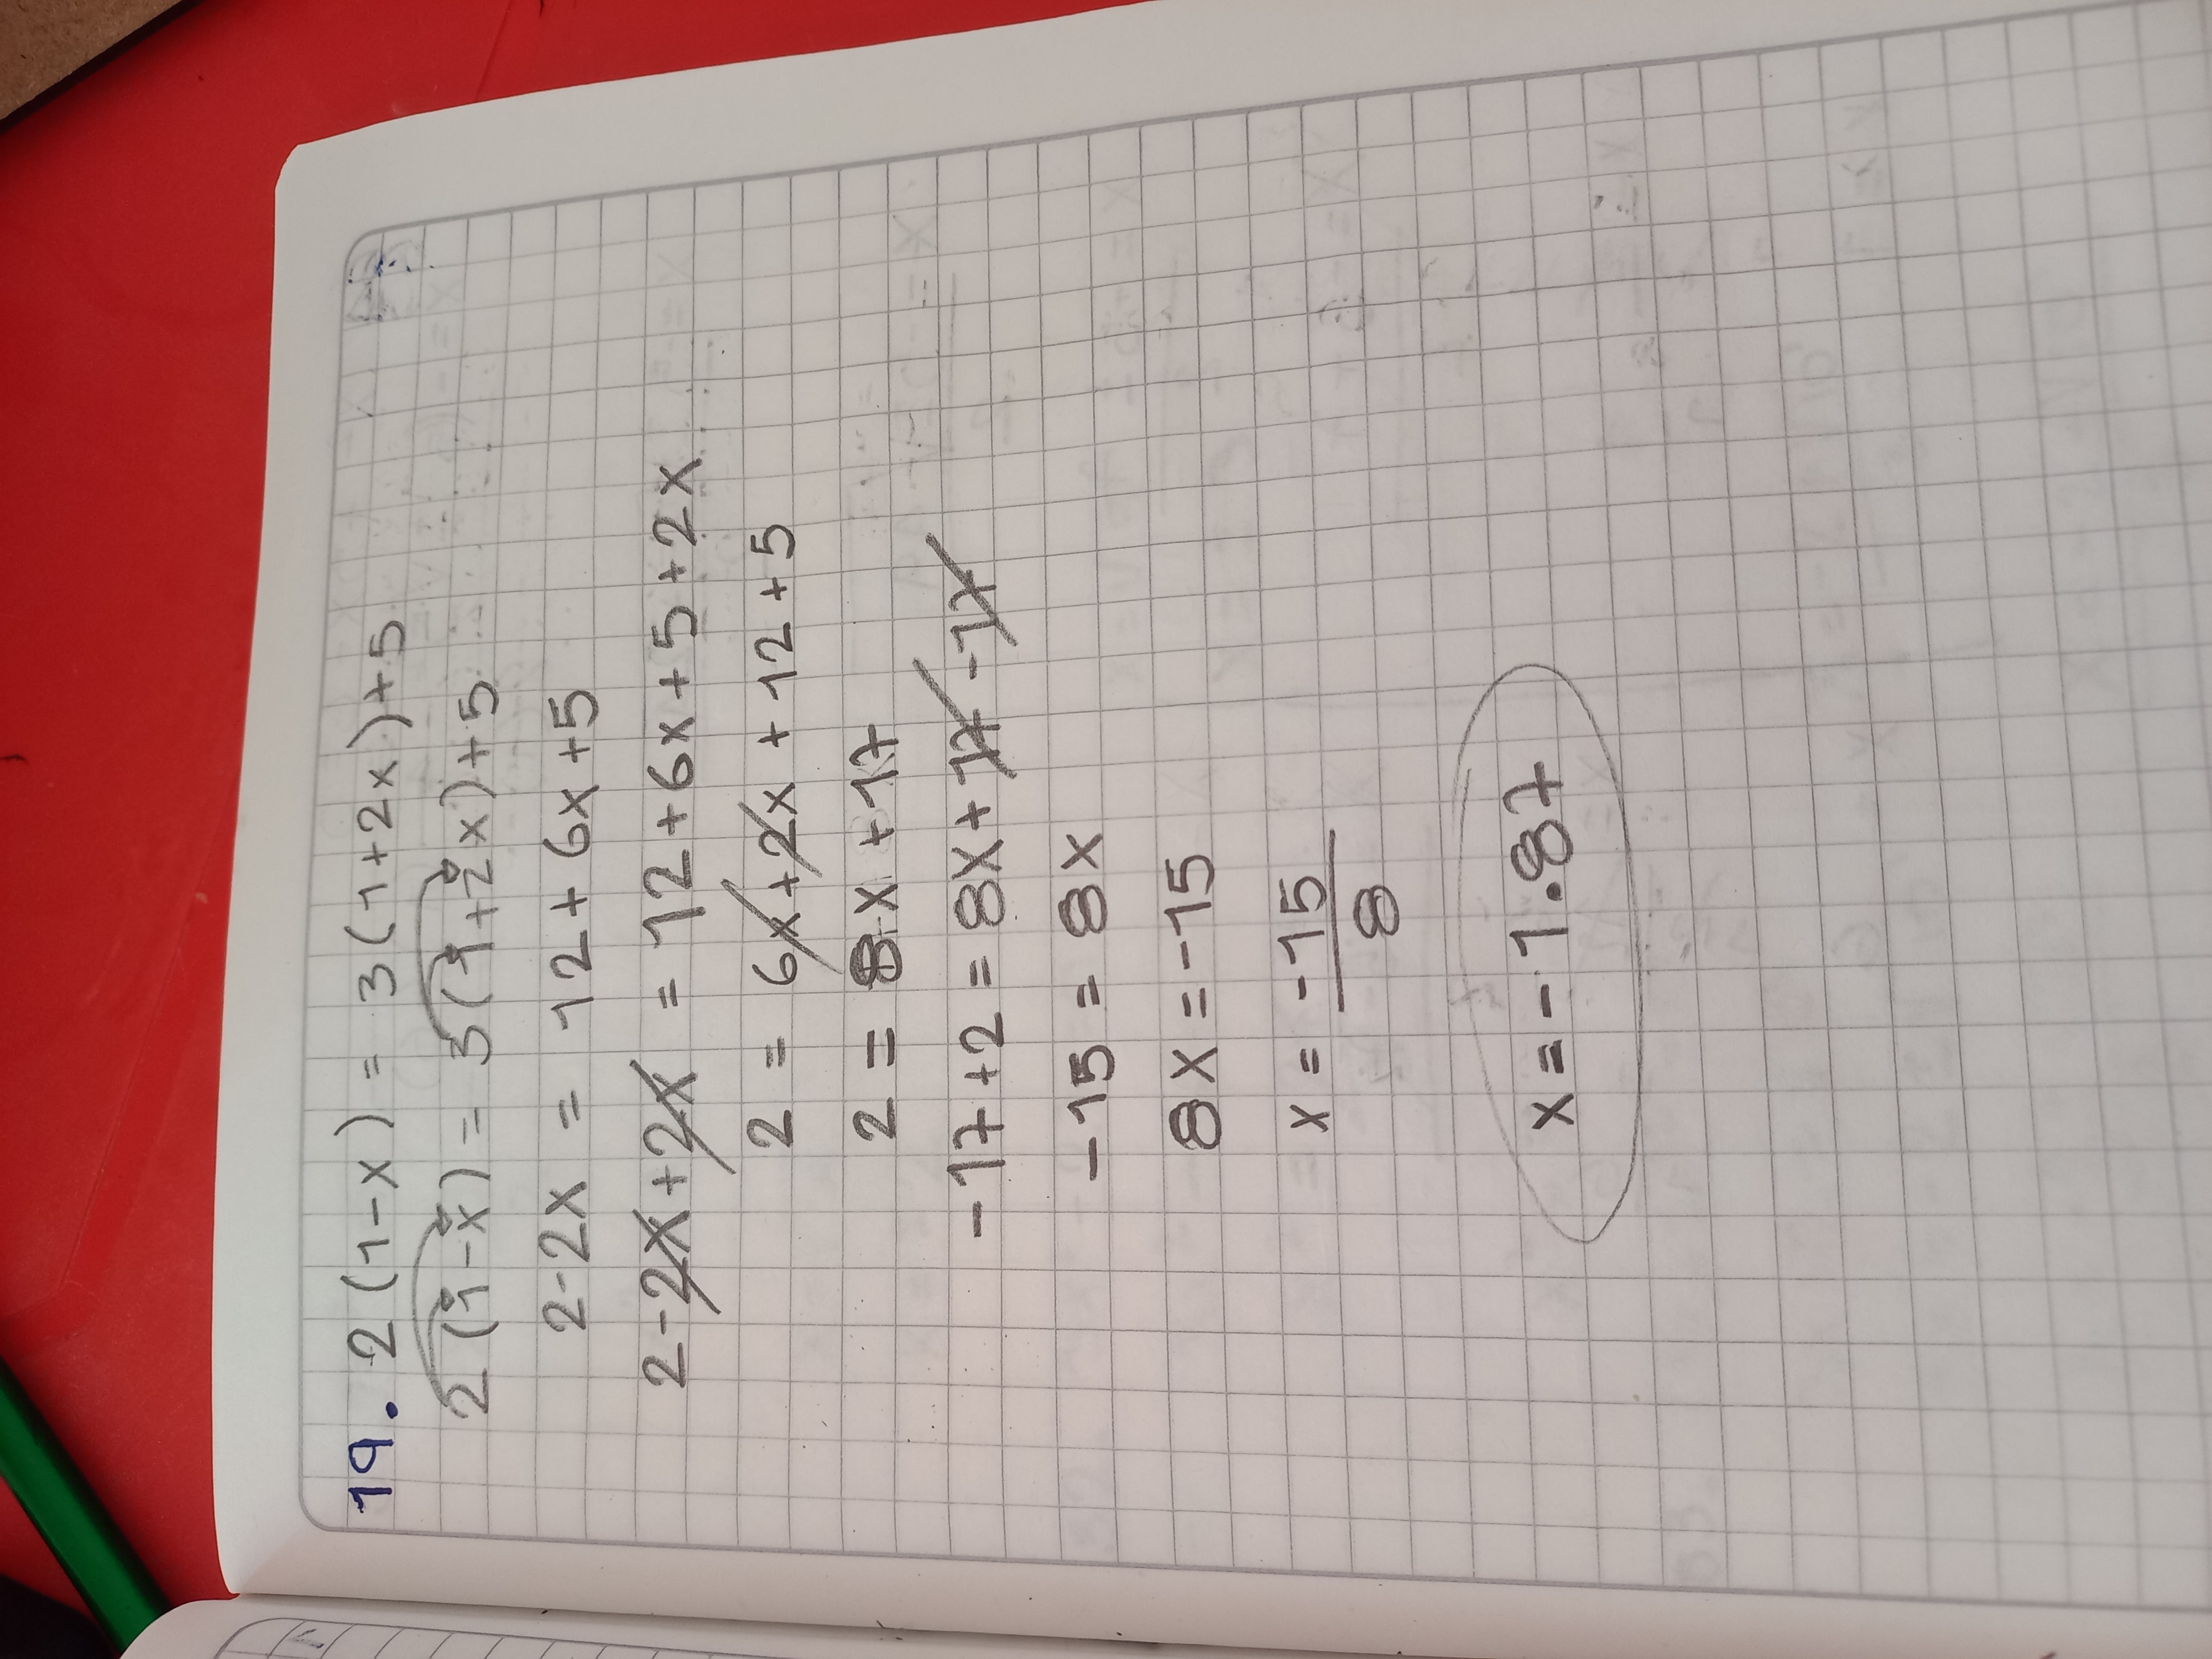 19. 2(1-x) = 3(1+2x)+5
2(1-x) = 3(1+2x)+5
2-2x = 12+6x+5
2-2x+2x = 12+6x+5+2x
2 = 6x+2x+12+5
2 = 8x+17
-17+2 = 8x+17-17
-15 = 8x
8x = -15
x = -15
8
x = -1.87